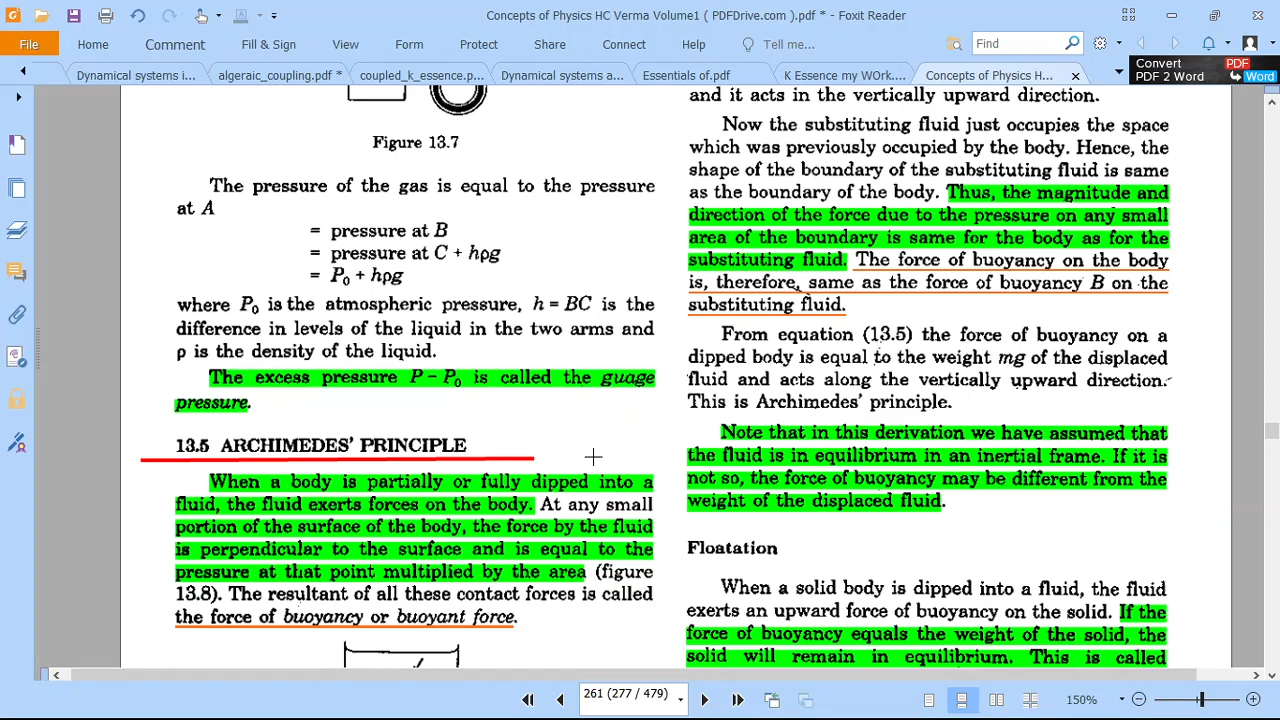 Concepts of Physics HC Verma Volume1 ( PDFDrive.com ).pdf * - Foxit Reader
File Home Comment Fill & Sign View Form Protect Share Connect Help Tell me... Find
Dynamical systems i... algeraic_coupling.pdf * coupled_k_essence.p... Dynamical systems a... Essentials of.pdf K Essence my WOrk.... Concepts of Physics H...
Convert PDF
PDF 2 Word Word
Figure 13.7
The pressure of the gas is equal to the pressure
at A
= pressure at B
= pressure at C + hρg
= P₀ + hρg
where P₀ is the atmospheric pressure, h = BC is the
difference in levels of the liquid in the two arms and
ρ is the density of the liquid.
The excess pressure P – P₀ is called the guage
pressure.
13.5 ARCHIMEDES' PRINCIPLE
When a body is partially or fully dipped into a
fluid, the fluid exerts forces on the body. At any small
portion of the surface of the body, the force by the fluid
is perpendicular to the surface and is equal to the
pressure at that point multiplied by the area (figure
13.8). The resultant of all these contact forces is called
the force of buoyancy or buoyant force.
and it acts in the vertically upward direction.
Now the substituting fluid just occupies the space
which was previously occupied by the body. Hence, the
shape of the boundary of the substituting fluid is same
as the boundary of the body. Thus, the magnitude and
direction of the force due to the pressure on any small
area of the boundary is same for the body as for the
substituting fluid. The force of buoyancy on the body
is, therefore, same as the force of buoyancy B on the
substituting fluid.
From equation (13.5) the force of buoyancy on a
dipped body is equal to the weight mg of the displaced
fluid and acts along the vertically upward direction.
This is Archimedes' principle.
Note that in this derivation we have assumed that
the fluid is in equilibrium in an inertial frame. If it is
not so, the force of buoyancy may be different from the
weight of the displaced fluid.
Floatation
When a solid body is dipped into a fluid, the fluid
exerts an upward force of buoyancy on the solid. If the
force of buoyancy equals the weight of the solid, the
solid will remain in equilibrium. This is called
261 (277 / 479)
150%